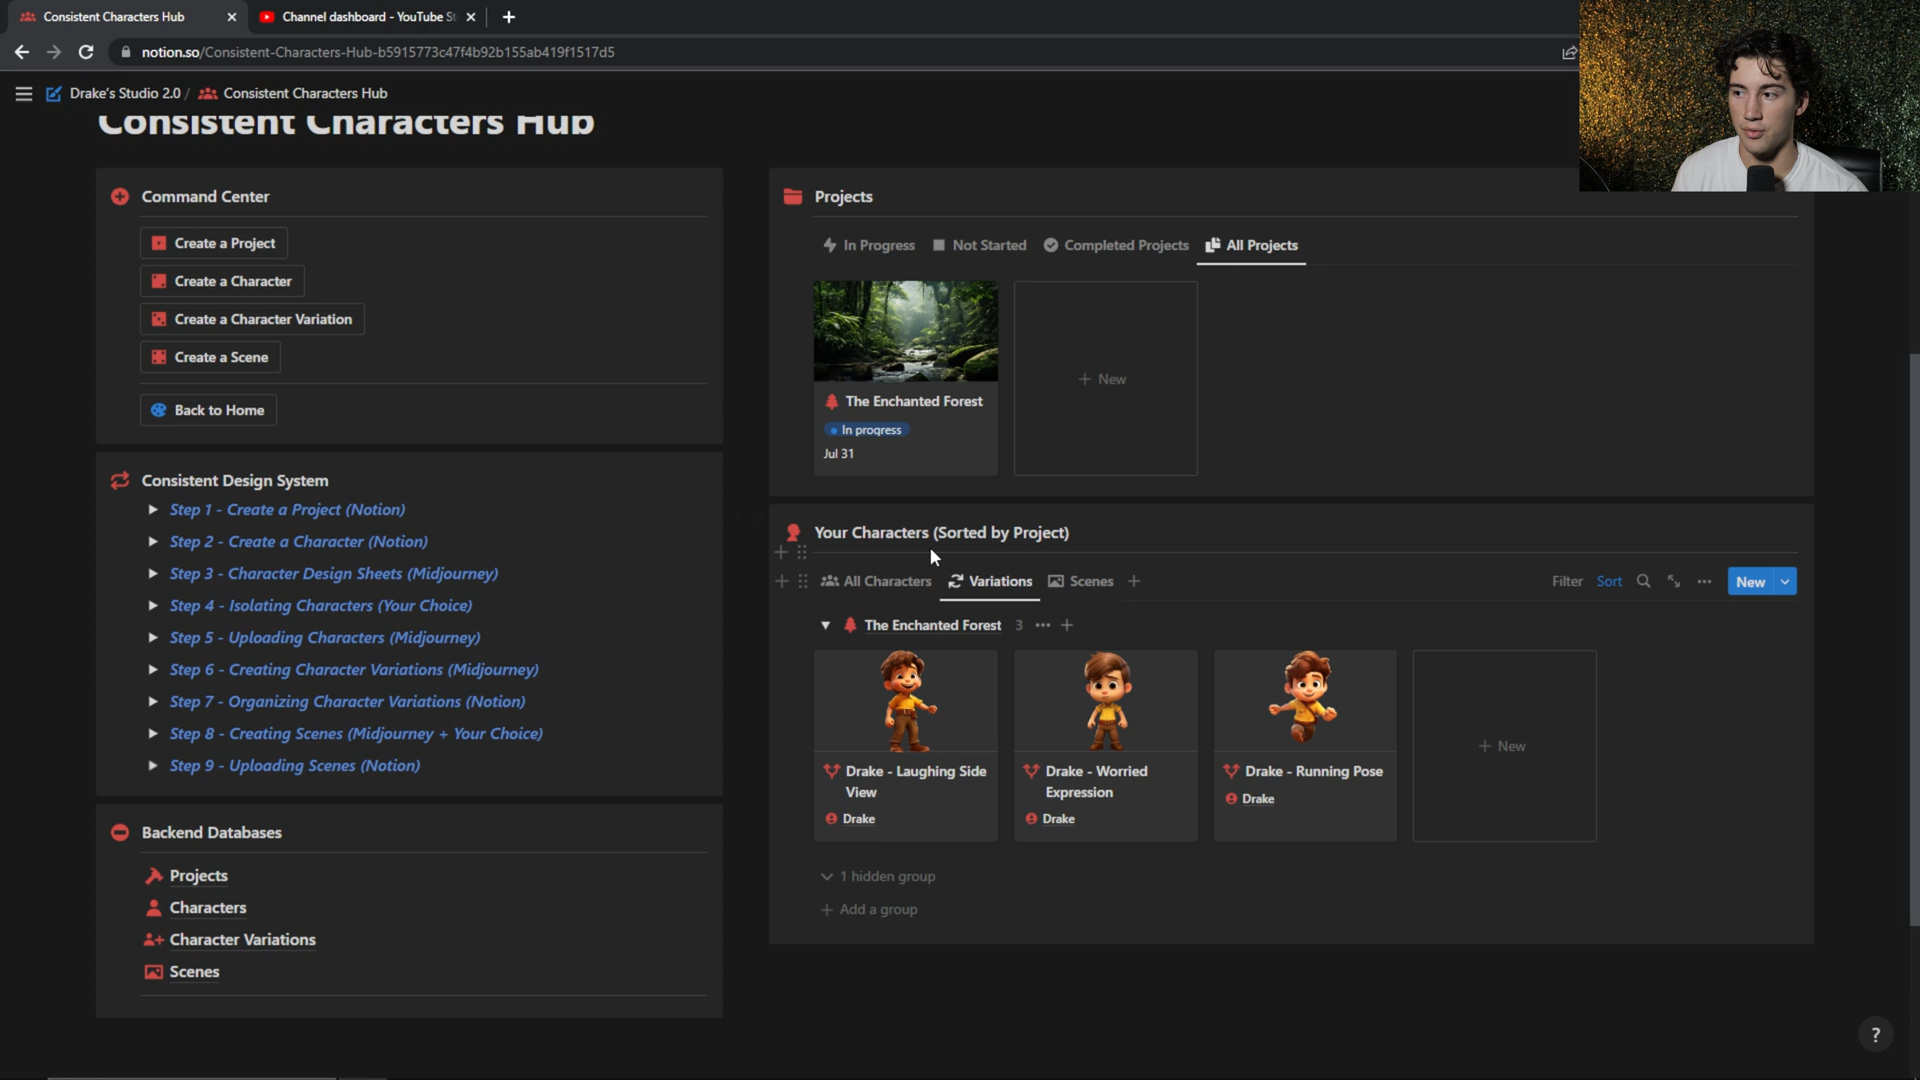 Consistent Characters Hub
Channel dashboard - YouTube St
notion.so/Consistent-Characters-Hub-b5915773c47f4b92b155ab419f1517d5
Drake's Studio 2.0 / Consistent Characters Hub
Consistent Characters Hub
Command Center
Create a Project
Create a Character
Create a Character Variation
Create a Scene
Back to Home
Consistent Design System
Step 1 - Create a Project (Notion)
Step 2 - Create a Character (Notion)
Step 3 - Character Design Sheets (Midjourney)
Step 4 - Isolating Characters (Your Choice)
Step 5 - Uploading Characters (Midjourney)
Step 6 - Creating Character Variations (Midjourney)
Step 7 - Organizing Character Variations (Notion)
Step 8 - Creating Scenes (Midjourney + Your Choice)
Step 9 - Uploading Scenes (Notion)
Backend Databases
Projects
Characters
Character Variations
Scenes
Projects
In Progress Not Started Completed Projects All Projects
The Enchanted Forest
In progress
Jul 31
+ New
Your Characters (Sorted by Project)
All Characters Variations Scenes + Filter Sort New
The Enchanted Forest 3
Drake - Laughing Side View
Drake
Drake - Worried Expression
Drake
Drake - Running Pose
Drake
+ New
1 hidden group
+ Add a group
?